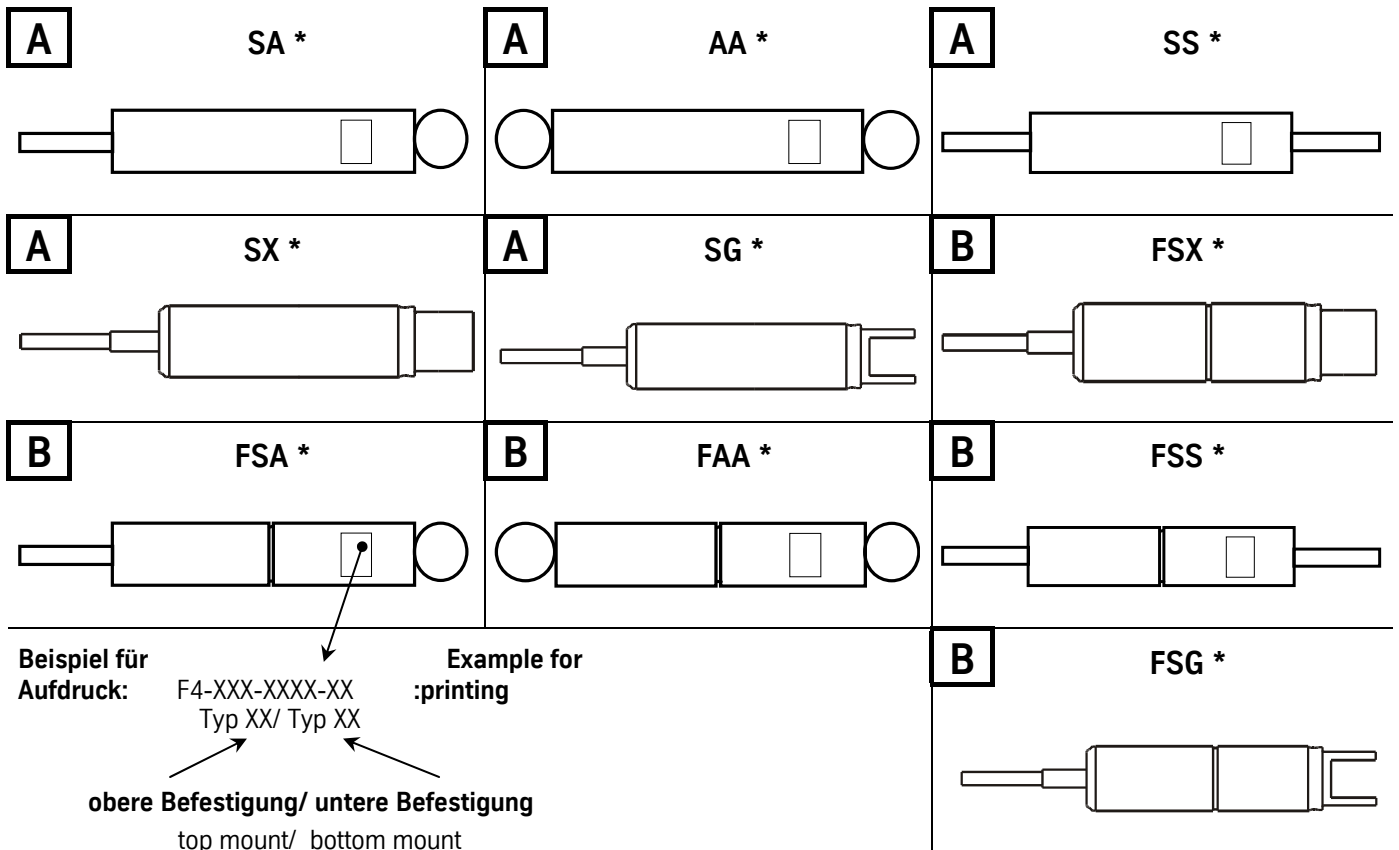 A SA *
A AA *
A SS *
A SX *
A SG *
B FSX *
B FSA *
B FAA *
B FSS *
Beispiel für
Aufdruck:
F4-XXX-XXXX-XX
Typ XX/ Typ XX
Example for
:printing
obere Befestigung/ untere Befestigung
top mount/ bottom mount
B FSG *